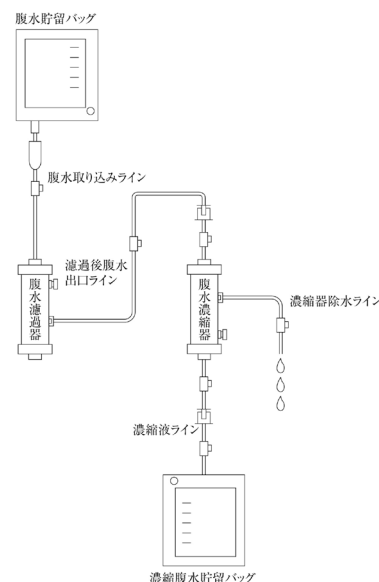 腹水貯留バッグ
腹水取り込みライン
濾過後腹水
出口ライン
腹水濾過器
腹水濃縮器
濃縮器除水ライン
濃縮液ライン
濃縮腹水貯留バッグ